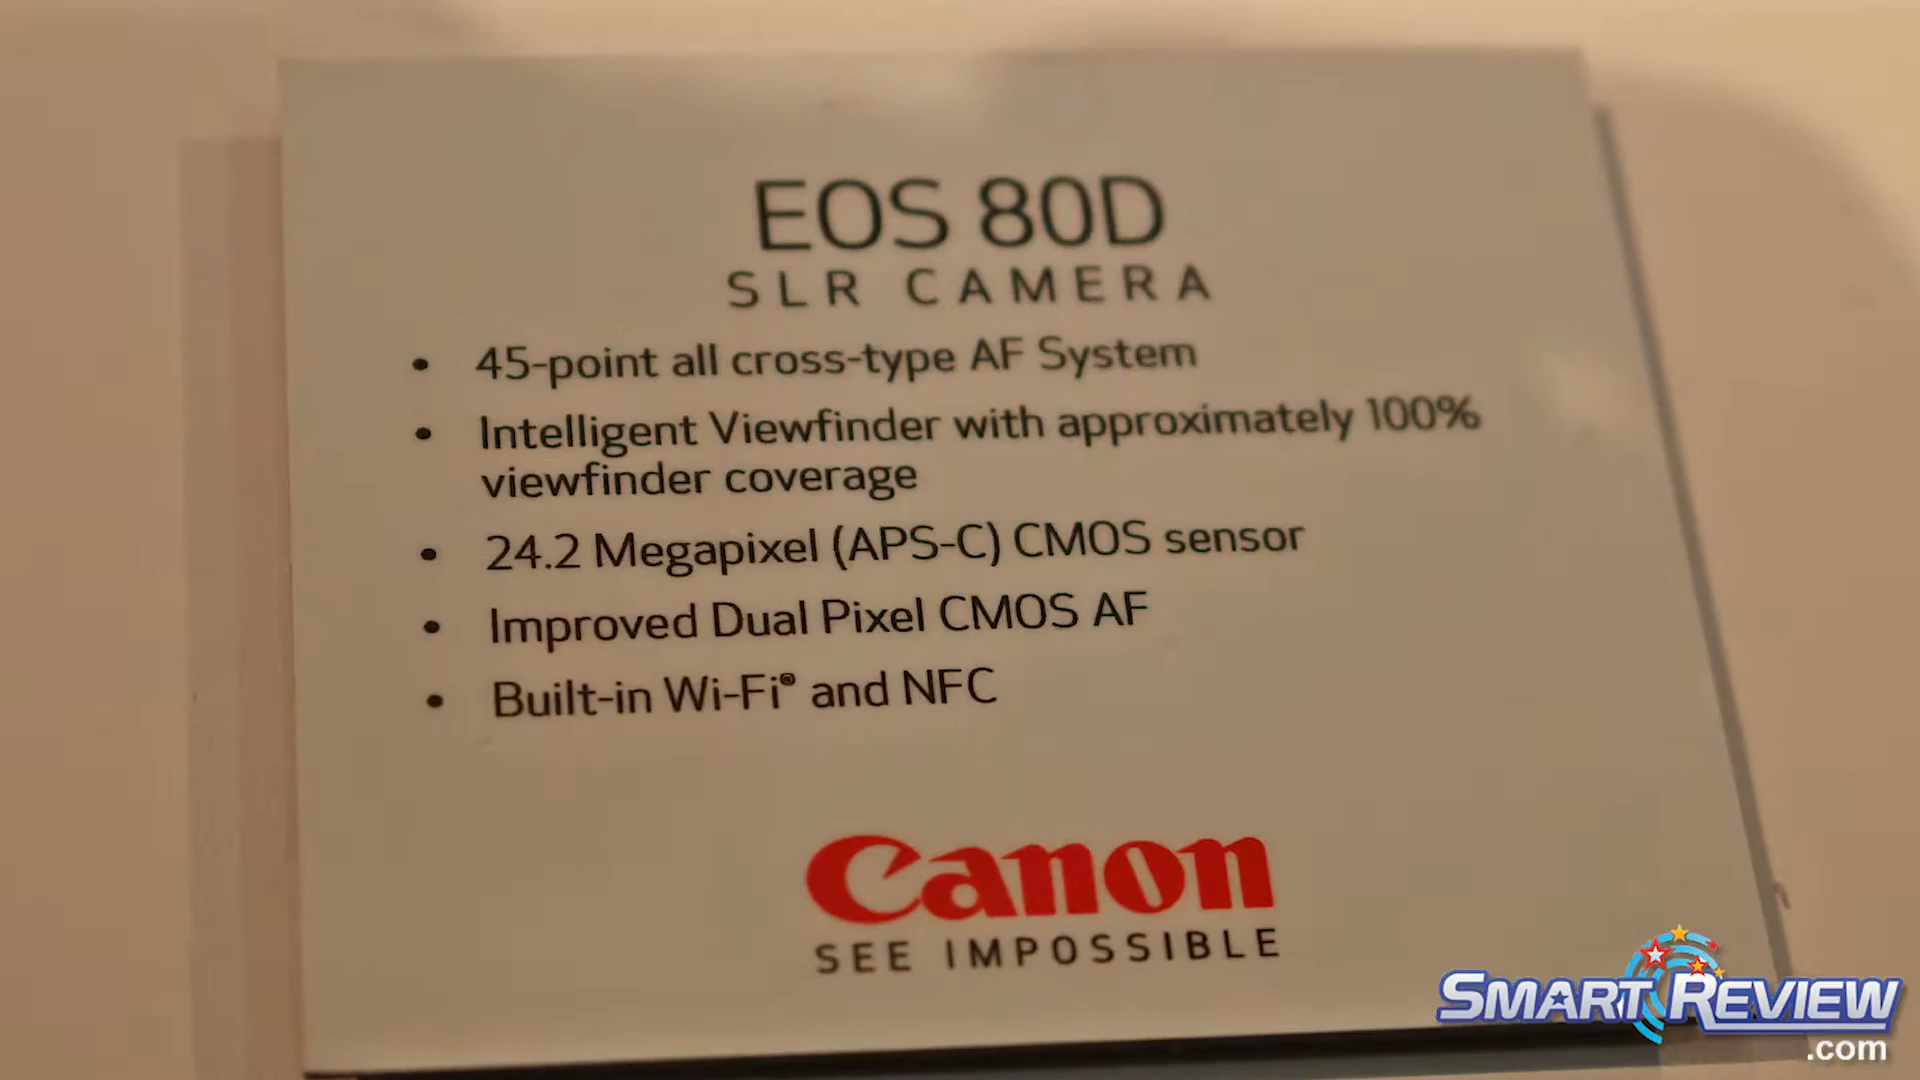 EOS 80D
SLR CAMERA
• 45-point all cross-type AF System
• Intelligent Viewfinder with approximately 100%
viewfinder coverage
• 24.2 Megapixel (APS-C) CMOS sensor
• Improved Dual Pixel CMOS AF
• Built-in Wi-Fi® and NFC
Canon
SEE IMPOSSIBLE
SMART REVIEW
.com